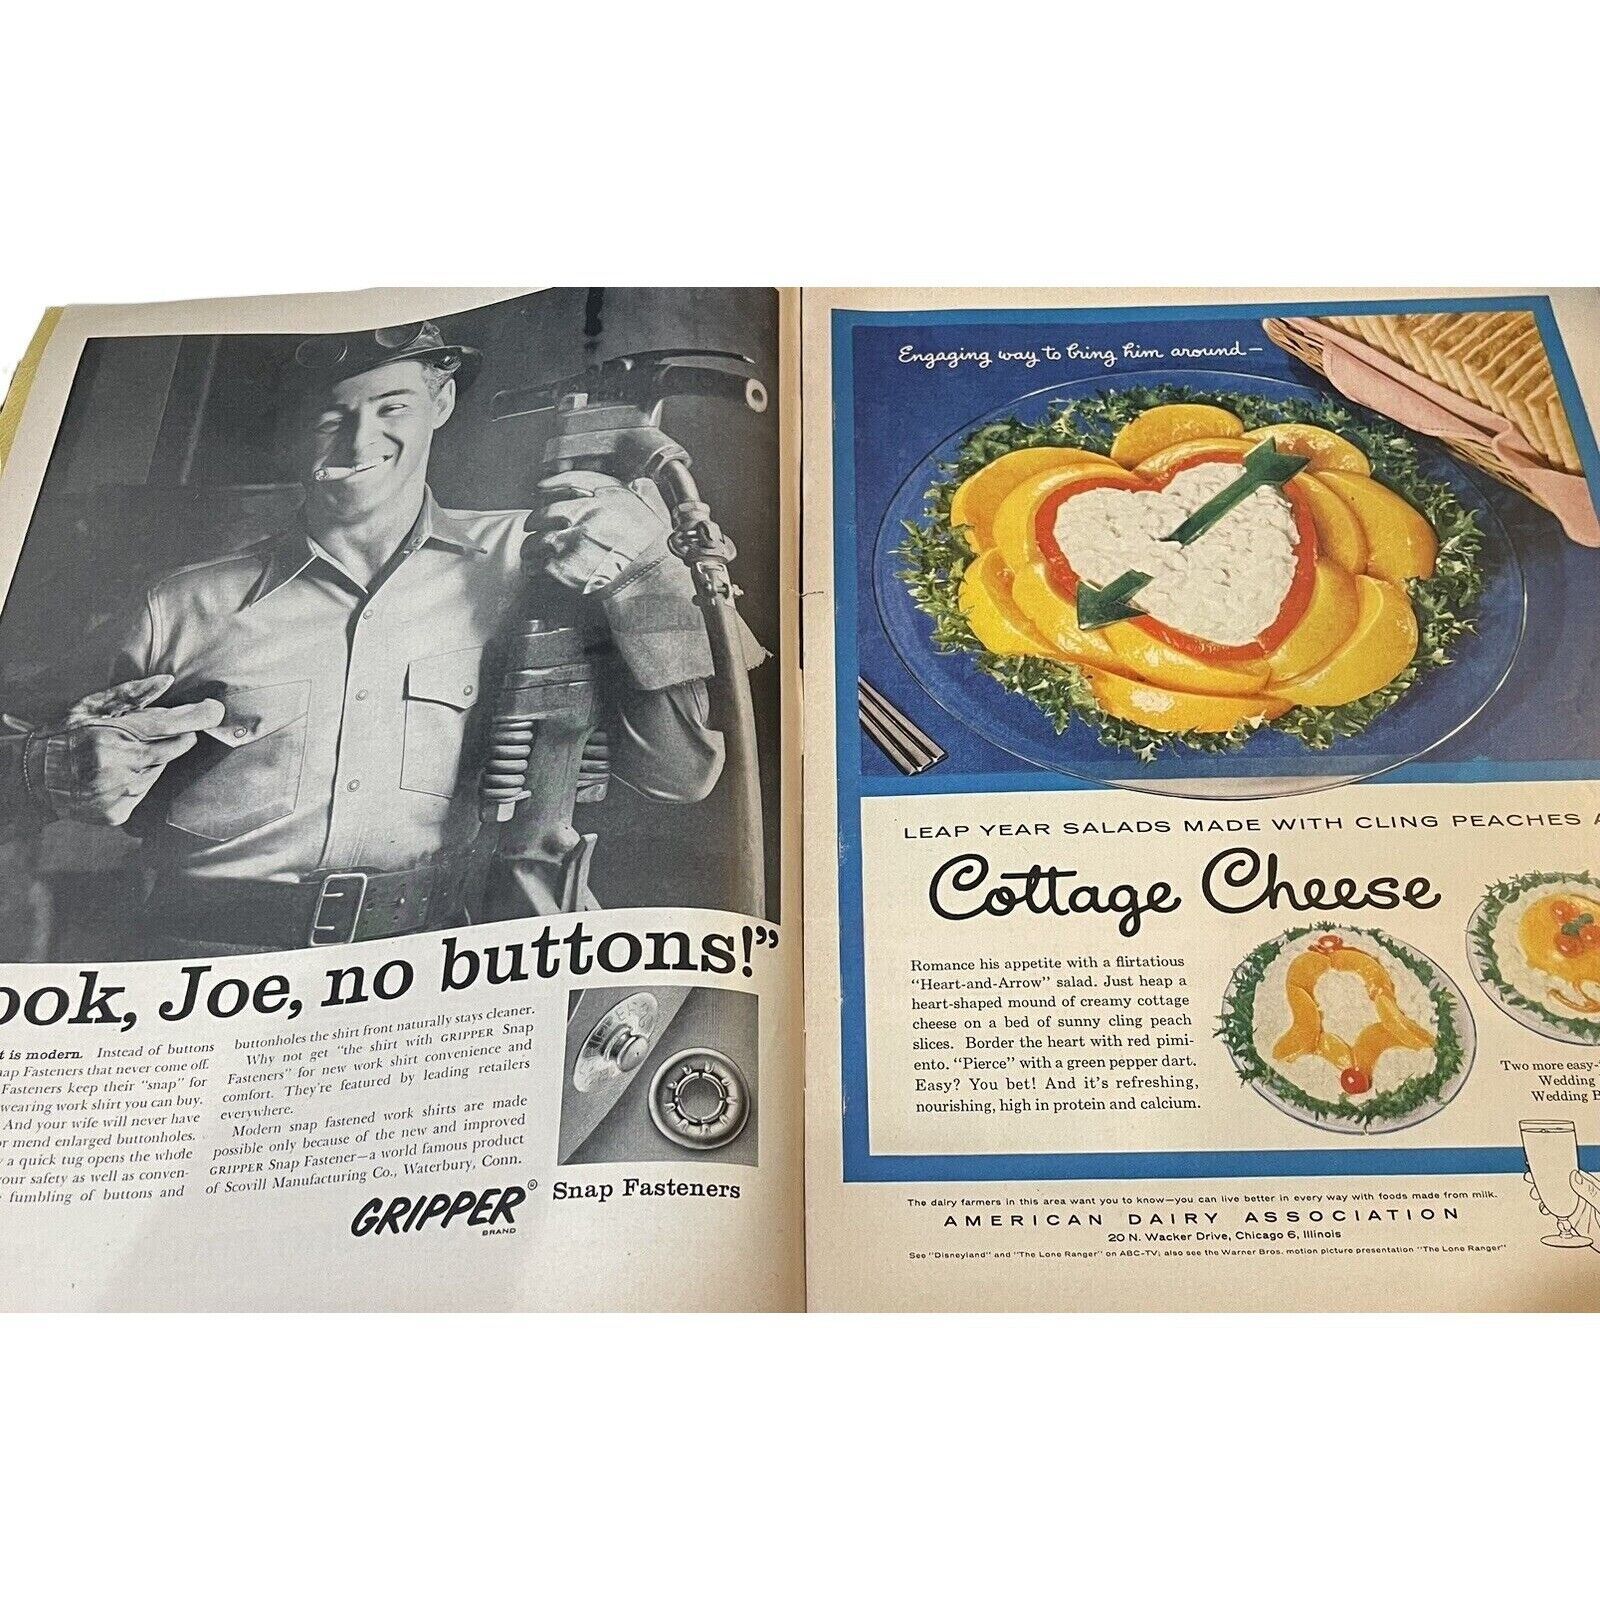 ook, Joe, no buttons!”
t is modern. Instead of buttons
ap Fasteners that never come off.
Fasteners keep their "snap" for
wearing work shirt you can buy.
And your wife will never have
or mend enlarged buttonholes.
y a quick tug opens the whole
your safety as well as conven-
fumbling of buttons and
buttonholes the shirt front naturally stays cleaner.
Why not get "the shirt with GRIPPER Snap
Fasteners" for new work shirt convenience and
comfort. They're featured by leading retailers
everywhere.
Modern snap fastened work shirts are made
possible only because of the new and improved
GRIPPER Snap Fastener—a world famous product
of Scovill Manufacturing Co., Waterbury, Conn.
GRIPPER®
BRAND
Snap Fasteners
Engaging way to bring him around—
LEAP YEAR SALADS MADE WITH CLING PEACHES A
Cottage Cheese
Romance his appetite with a flirtatious
"Heart-and-Arrow" salad. Just heap a
heart-shaped mound of creamy cottage
cheese on a bed of sunny cling peach
slices. Border the heart with red pimi-
ento. "Pierce" with a green pepper dart.
Easy? You bet! And it's refreshing,
nourishing, high in protein and calcium.
Two more easy-
Wedding
Wedding B
The dairy farmers in this area want you to know—you can live better in every way with foods made from milk.
AMERICAN DAIRY ASSOCIATION
20 N. Wacker Drive, Chicago 6, Illinois
See "Disneyland" and "The Lone Ranger" on ABC-TV; also see the Warner Bros. motion picture presentation "The Lone Ranger"